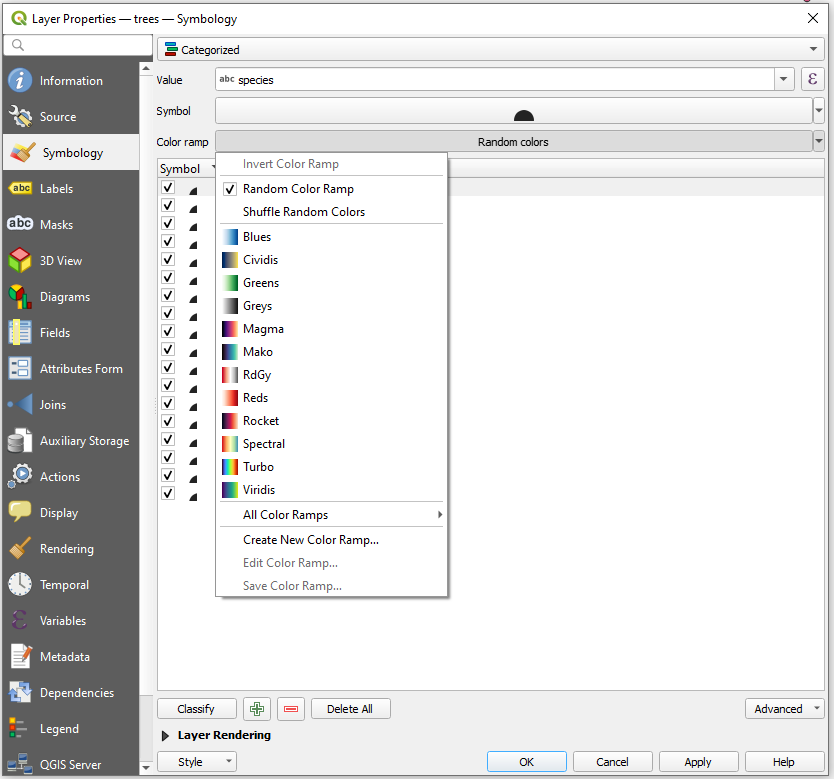 Layer Properties — trees — Symbology
Categorized
Information
Value
abc species
ε
Source
Symbol
Symbology
Color ramp
Random colors
Symbol
Invert Color Ramp
Random Color Ramp
Shuffle Random Colors
Blues
Cividis
Greens
Greys
Magma
Mako
RdGy
Reds
Rocket
Spectral
Turbo
Viridis
All Color Ramps
Create New Color Ramp...
Edit Color Ramp...
Save Color Ramp...
abc Labels
abc Masks
3D View
Diagrams
Fields
Attributes Form
Joins
Auxiliary Storage
Actions
Display
Rendering
Temporal
ε Variables
Metadata
Dependencies
Legend
QGIS Server
Classify
Delete All
Advanced
Layer Rendering
Style
OK
Cancel
Apply
Help